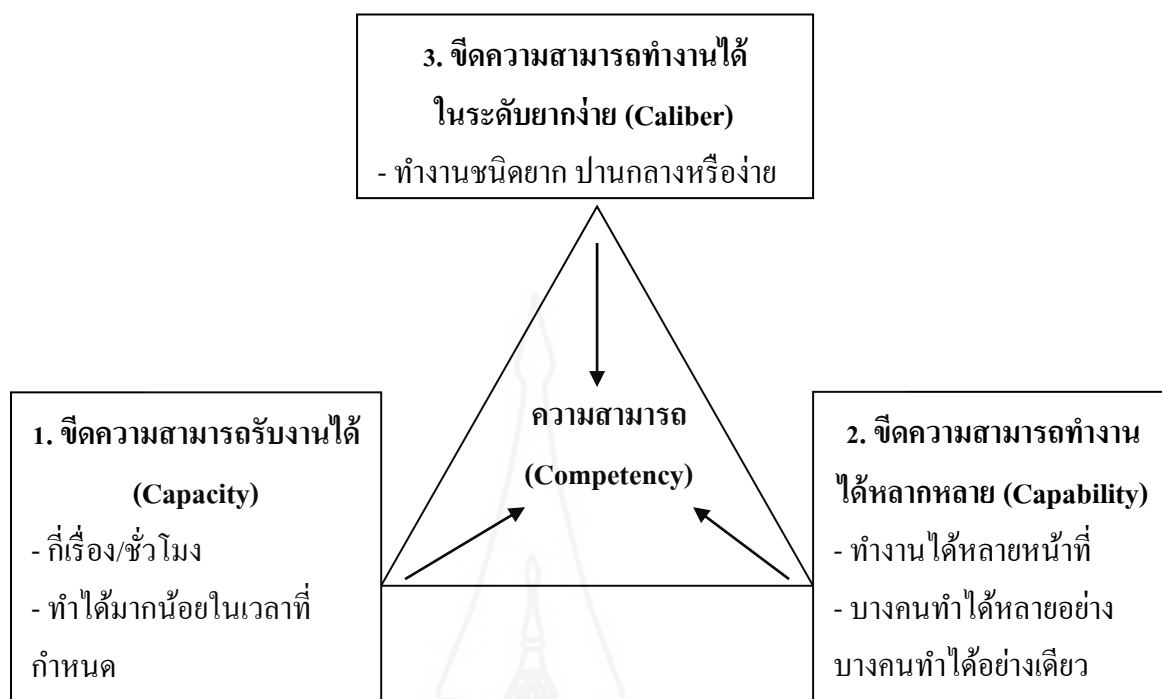 3. ขีดความสามารถทำงานได้
ในระดับยากง่าย (Caliber)
- ทำงานชนิดยาก ปานกลางหรือง่าย
ความสามารถ
(Competency)
1. ขีดความสามารถรับงานได้
(Capacity)
- กี่เรื่อง/ชั่วโมง
- ทำได้มากน้อยในเวลาที่
กำหนด
2. ขีดความสามารถทำงาน
ได้หลากหลาย (Capability)
- ทำงานได้หลายหน้าที่
- บางคนทำได้หลายอย่าง
บางคนทำได้อย่างเดียว